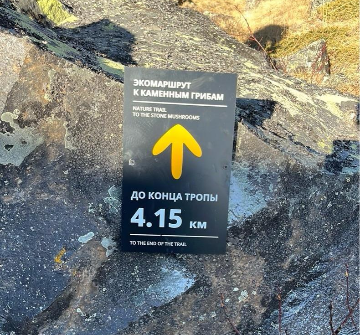 ЭКОМАРШРУТ
К КАМЕННЫМ ГРИБАМ
NATURE TRAIL
TO THE STONE MUSHROOMS
ДО КОНЦА ТРОПЫ
4.15 км
TO THE END OF THE TRAIL